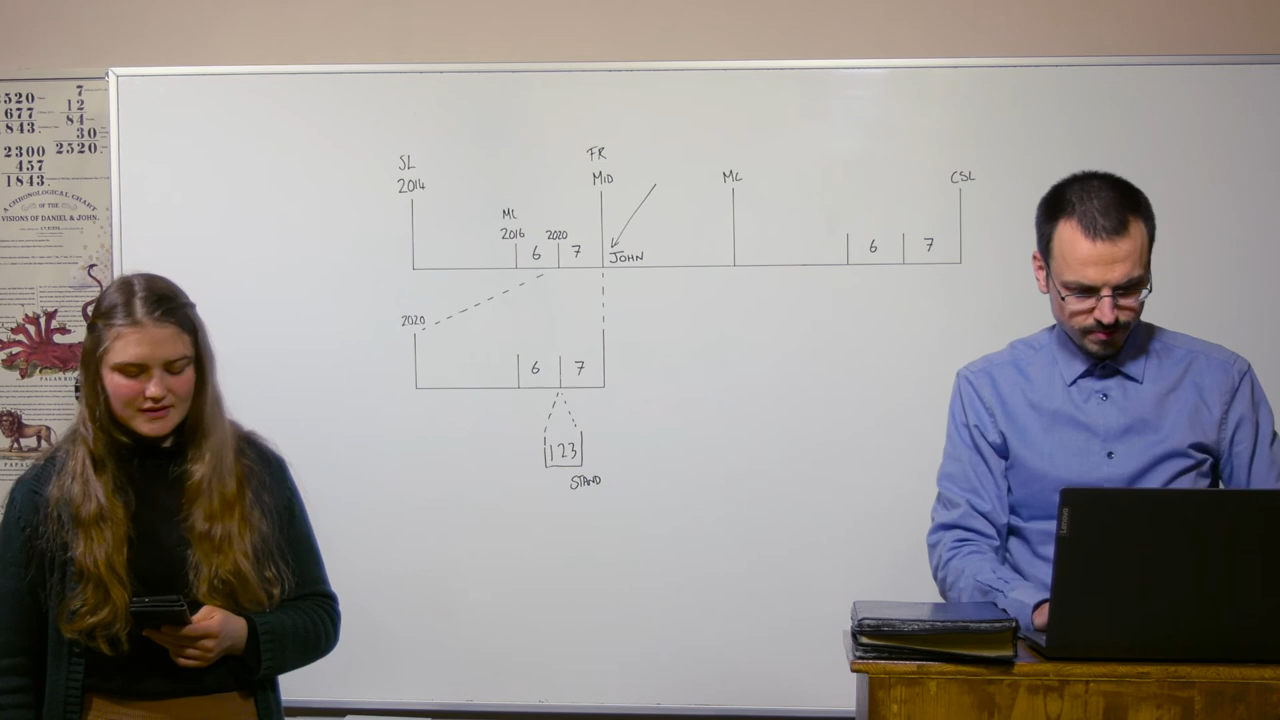 2520
677
1843.
2300
457
1843.
7
12
84
30
2520.
A CHRONOLOGICAL CHART
OF THE
VISIONS OF DANIEL & JOHN.
SL
2014
ML
2016
6
2020
7
FR
MID
JOHN
ML
6
7
CSL
2020
6
7
123
STAND
Lenovo